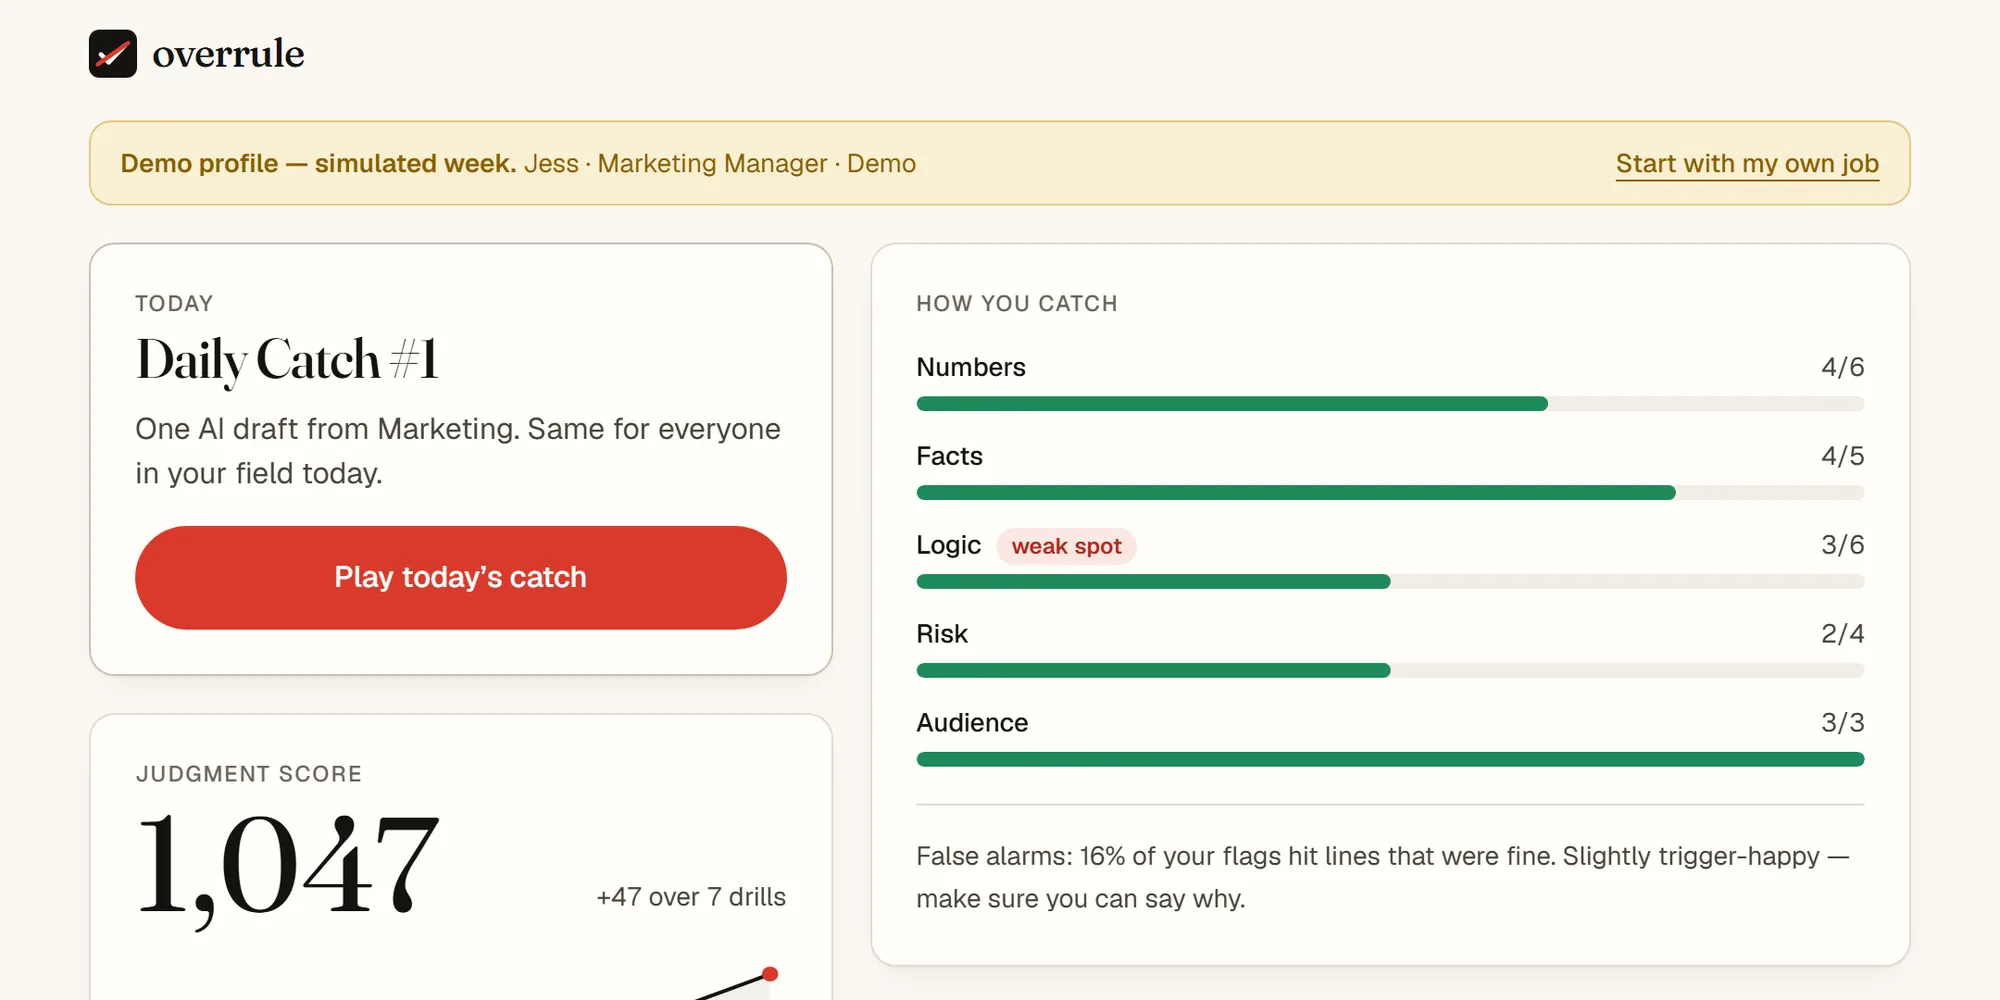 overrule
Demo profile — simulated week. Jess · Marketing Manager · Demo
Start with my own job
TODAY
Daily Catch #1
One AI draft from Marketing. Same for everyone
in your field today.
Play today’s catch
JUDGMENT SCORE
1,047
+47 over 7 drills
HOW YOU CATCH
Numbers 4/6
Facts 4/5
Logic weak spot 3/6
Risk 2/4
Audience 3/3
False alarms: 16% of your flags hit lines that were fine. Slightly trigger-happy —
make sure you can say why.